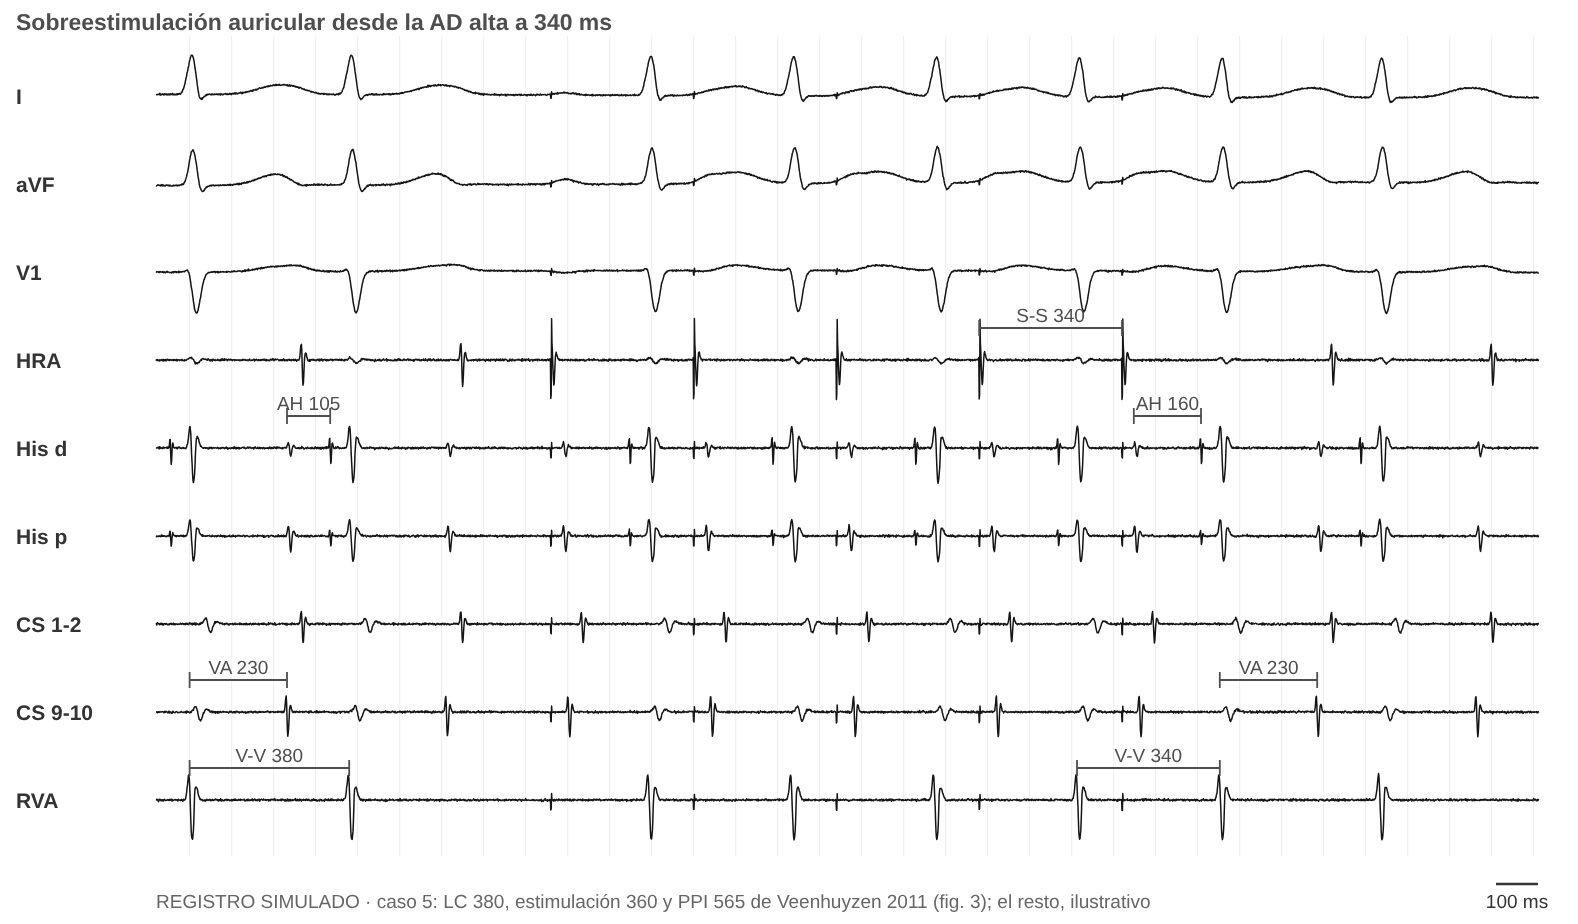 Sobreestimulación auricular desde la AD alta a 340 ms
I
aVF
V1
S-S 340
HRA
AH 105
AH 160
His d
His p
CS 1-2
VA 230
VA 230
CS 9-10
V-V 380
V-V 340
RVA
REGISTRO SIMULADO · caso 5: LC 380, estimulación 360 y PPI 565 de Veenhuyzen 2011 (fig. 3); el resto, ilustrativo
100 ms